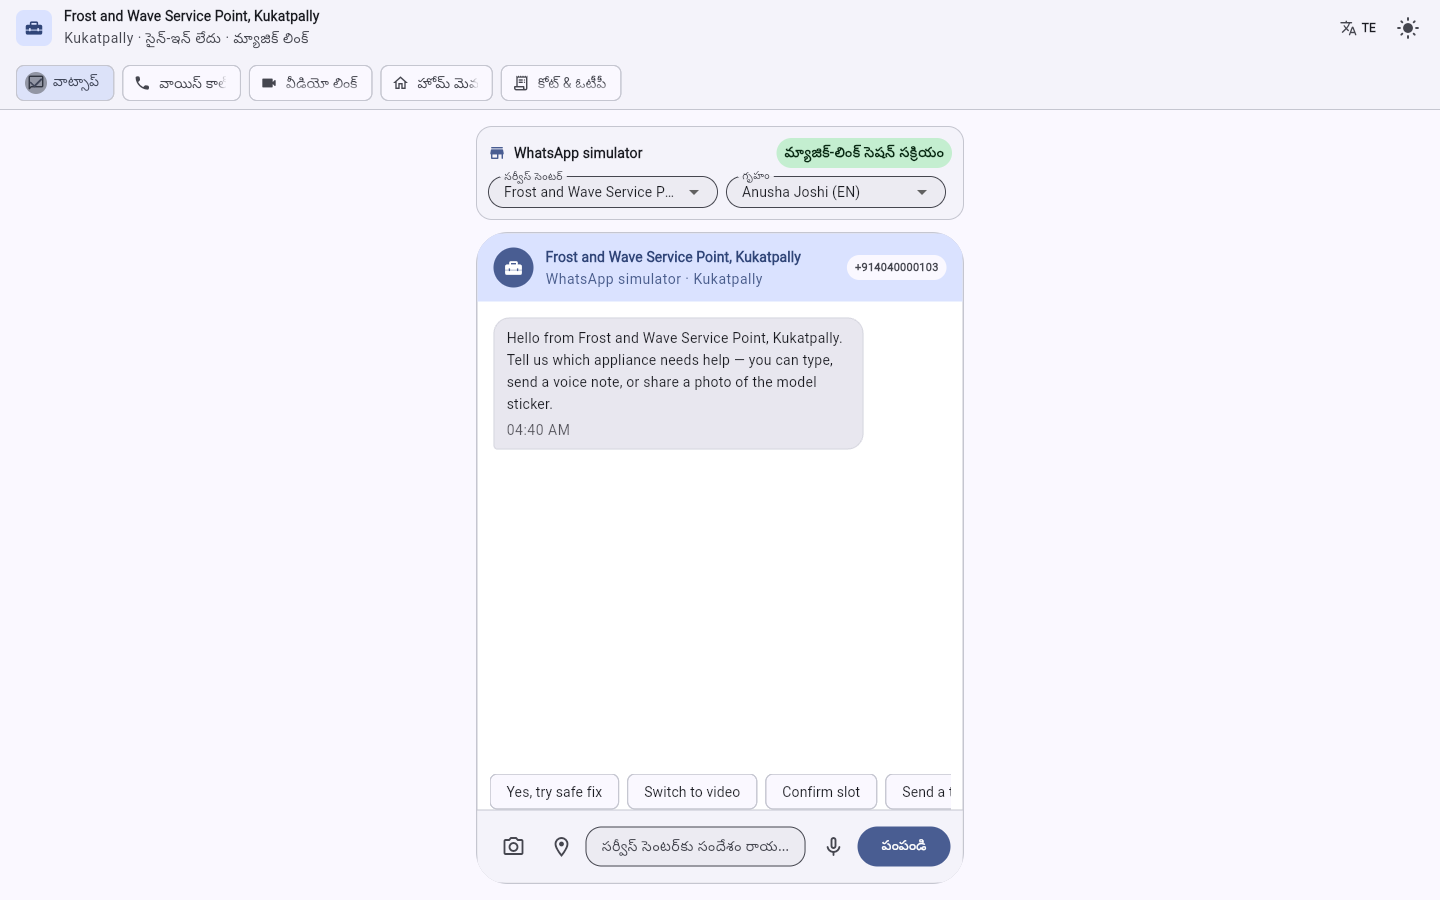 Frost and Wave Service Point, Kukatpally
Kukatpally · సైన్-ఇన్ లేదు · మ్యాజిక్ లింక్
TE
వాట్సాప్
వాయిస్ కాల్
వీడియో లింక్
హోమ్ మెవ
కోట్ & ఓటీపీ
WhatsApp simulator
మ్యాజిక్-లింక్ సెషన్ సక్రియం
సర్వీస్ సెంటర్
Frost and Wave Service P...
గృహం
Anusha Joshi (EN)
Frost and Wave Service Point, Kukatpally
WhatsApp simulator · Kukatpally
+914040000103
Hello from Frost and Wave Service Point, Kukatpally.
Tell us which appliance needs help — you can type,
send a voice note, or share a photo of the model
sticker.
04:40 AM
Yes, try safe fix
Switch to video
Confirm slot
Send a
సర్వీస్ సెంటర్‌కు సందేశం రాయ...
పంపండి